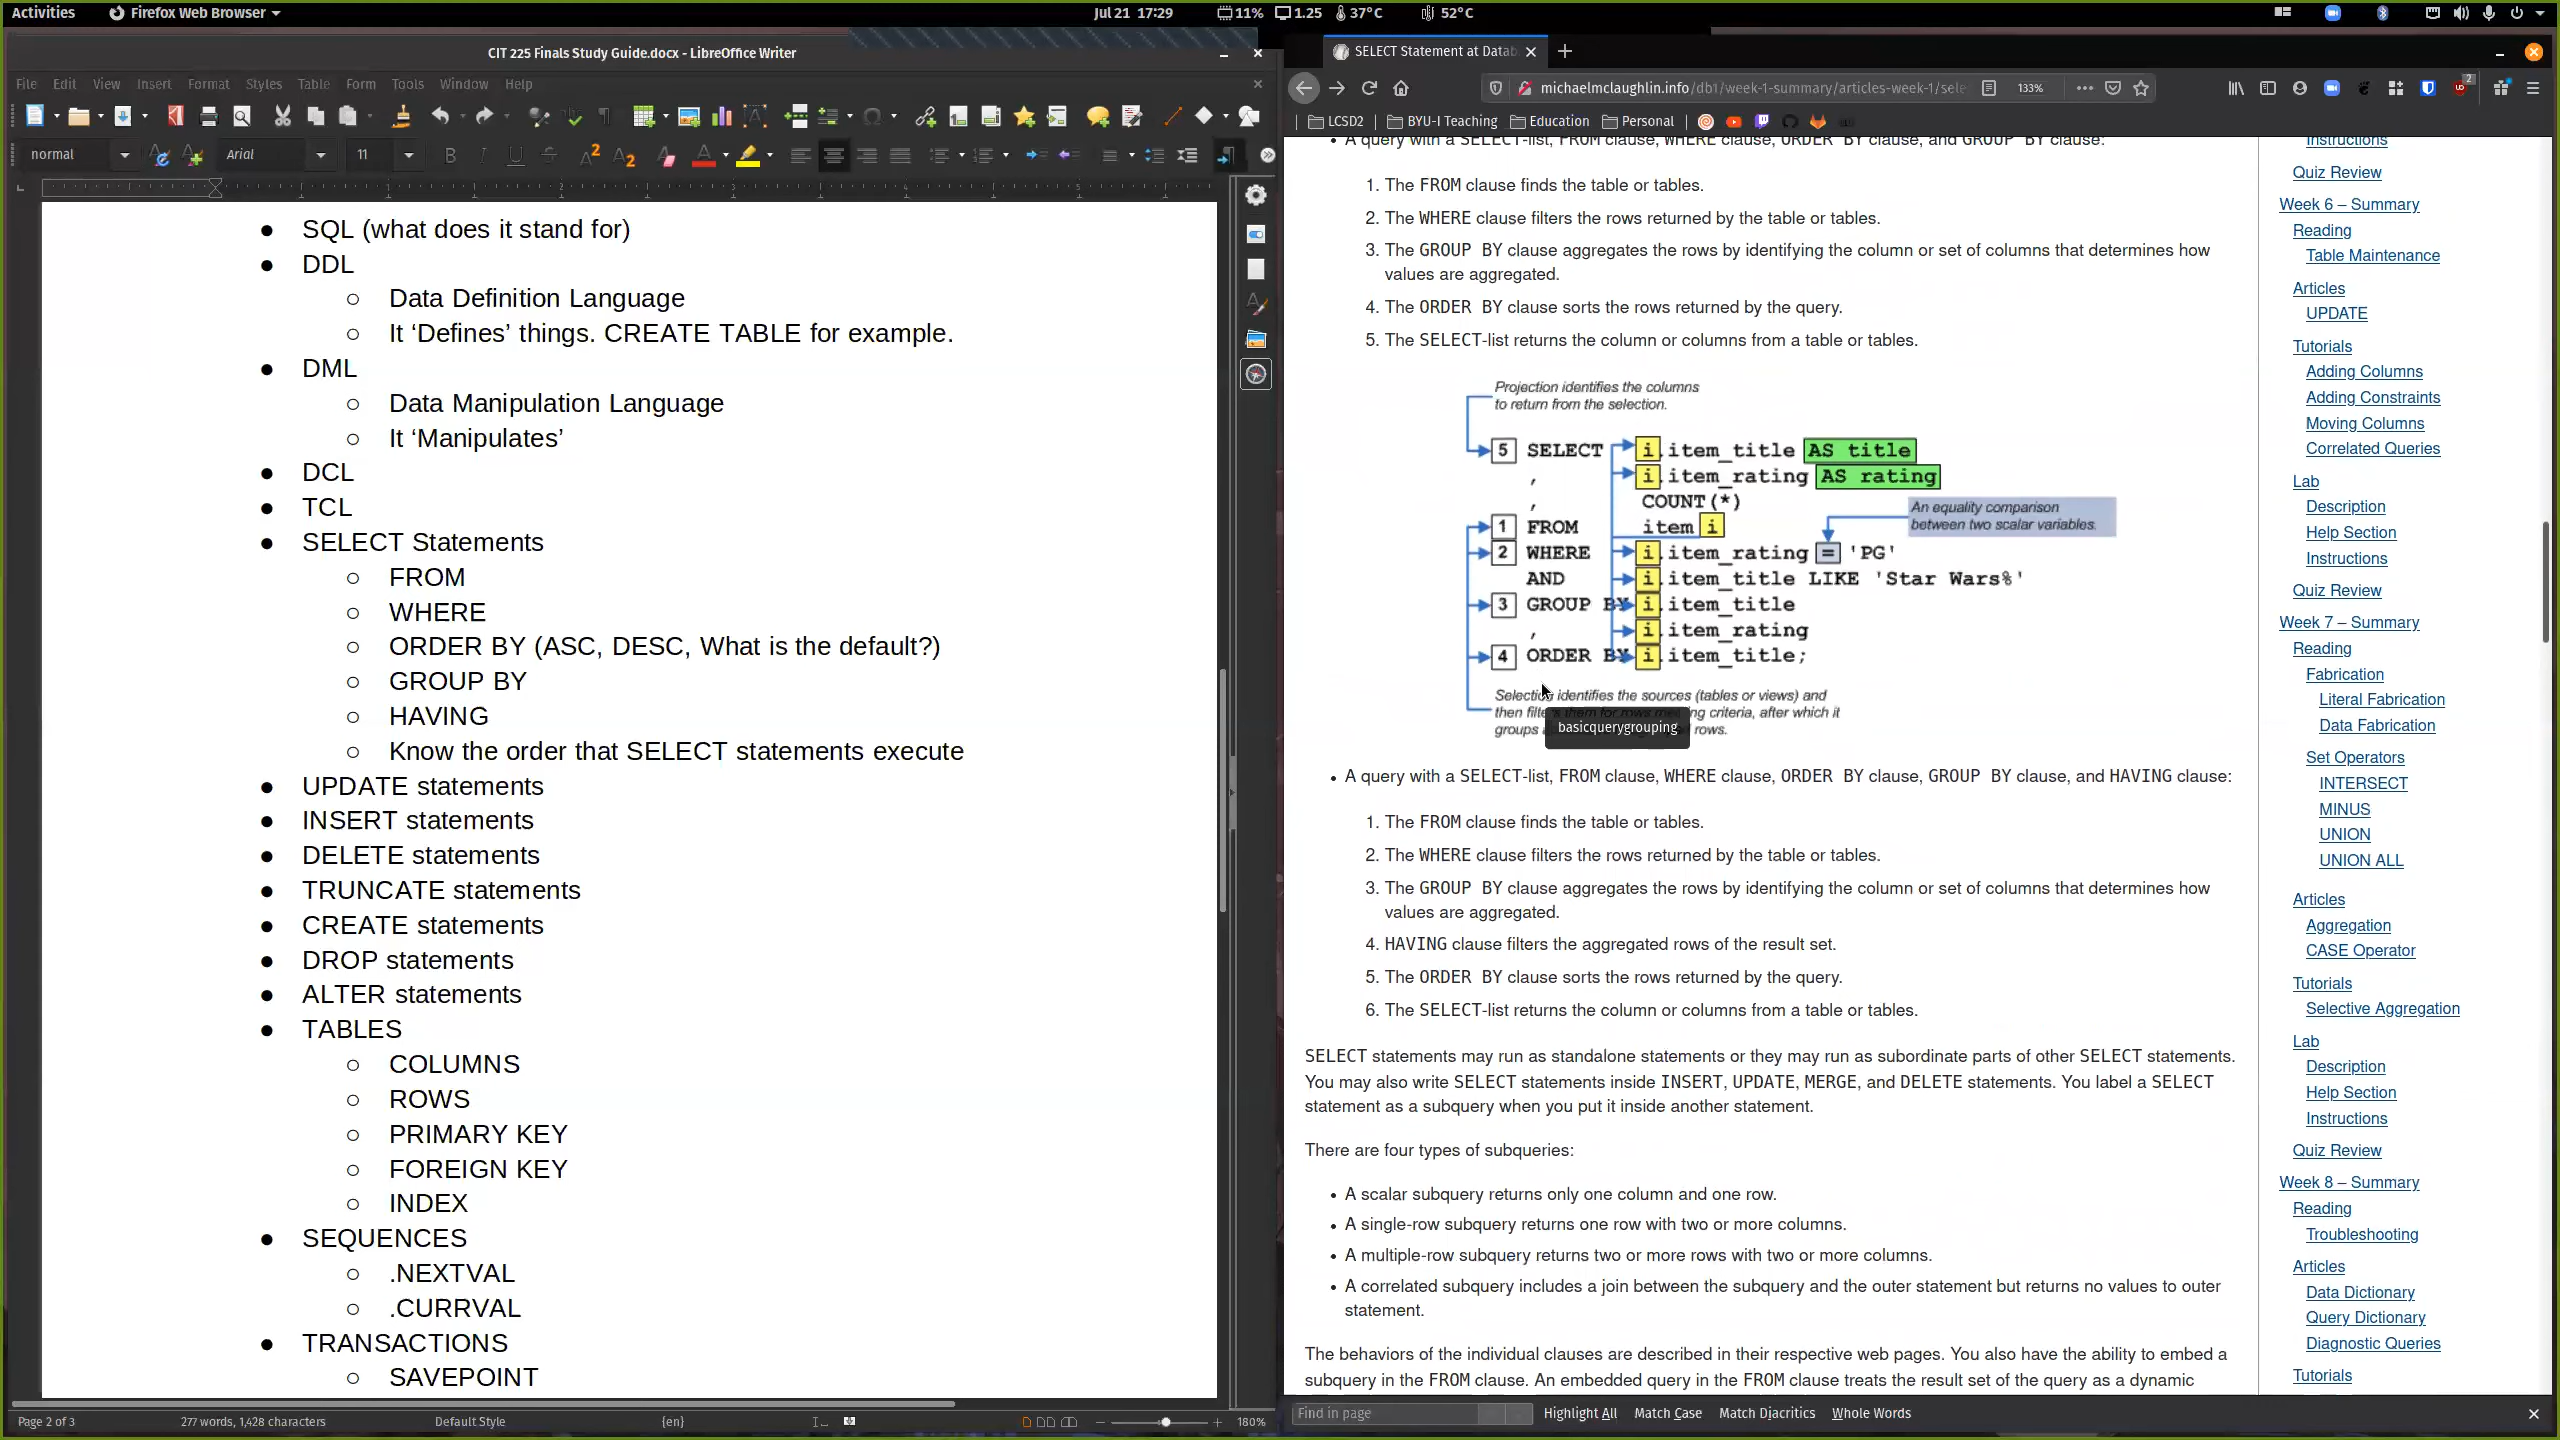 Activities
Firefox Web Browser
Jul 21 17:29
11%
1.25
37°C
52°C
CIT 225 Finals Study Guide.docx - LibreOffice Writer
File Edit View Insert Format Styles Table Form Tools Window Help
normal
Arial
11
SQL (what does it stand for)
DDL
Data Definition Language
It ‘Defines’ things. CREATE TABLE for example.
DML
Data Manipulation Language
It ‘Manipulates’
DCL
TCL
SELECT Statements
FROM
WHERE
ORDER BY (ASC, DESC, What is the default?)
GROUP BY
HAVING
Know the order that SELECT statements execute
UPDATE statements
INSERT statements
DELETE statements
TRUNCATE statements
CREATE statements
DROP statements
ALTER statements
TABLES
COLUMNS
ROWS
PRIMARY KEY
FOREIGN KEY
INDEX
SEQUENCES
.NEXTVAL
.CURRVAL
TRANSACTIONS
SAVEPOINT
Page 2 of 3
277 words, 1,428 characters
Default Style
{en}
180%
SELECT Statement at Datab
michaelmclaughlin.info/db1/week-1-summary/articles-week-1/sele
133%
2
LCSD2
BYU-I Teaching
Education
Personal
A query with a SELECT-list, FROM clause, WHERE clause, ORDER BY clause, and GROUP BY clause:
1. The FROM clause finds the table or tables.
2. The WHERE clause filters the rows returned by the table or tables.
3. The GROUP BY clause aggregates the rows by identifying the column or set of columns that determines how
values are aggregated.
4. The ORDER BY clause sorts the rows returned by the query.
5. The SELECT-list returns the column or columns from a table or tables.
Projection identifies the columns
to return from the selection.
5 SELECT i.item_title AS title
, i.item_rating AS rating
, COUNT(*)
1 FROM item i
An equality comparison
between two scalar variables.
2 WHERE i.item_rating = 'PG'
AND i.item_title LIKE 'Star Wars%'
3 GROUP BY i.item_title
, i.item_rating
4 ORDER BY i.item_title;
Selection identifies the sources (tables or views) and
then filters them for rows meeting criteria, after which it
groups rows.
basicquerygrouping
A query with a SELECT-list, FROM clause, WHERE clause, ORDER BY clause, GROUP BY clause, and HAVING clause:
1. The FROM clause finds the table or tables.
2. The WHERE clause filters the rows returned by the table or tables.
3. The GROUP BY clause aggregates the rows by identifying the column or set of columns that determines how
values are aggregated.
4. HAVING clause filters the aggregated rows of the result set.
5. The ORDER BY clause sorts the rows returned by the query.
6. The SELECT-list returns the column or columns from a table or tables.
SELECT statements may run as standalone statements or they may run as subordinate parts of other SELECT statements.
You may also write SELECT statements inside INSERT, UPDATE, MERGE, and DELETE statements. You label a SELECT
statement as a subquery when you put it inside another statement.
There are four types of subqueries:
A scalar subquery returns only one column and one row.
A single-row subquery returns one row with two or more columns.
A multiple-row subquery returns two or more rows with two or more columns.
A correlated subquery includes a join between the subquery and the outer statement but returns no values to outer
statement.
The behaviors of the individual clauses are described in their respective web pages. You also have the ability to embed a
subquery in the FROM clause. An embedded query in the FROM clause treats the result set of the query as a dynamic
Instructions
Quiz Review
Week 6 – Summary
Reading
Table Maintenance
Articles
UPDATE
Tutorials
Adding Columns
Adding Constraints
Moving Columns
Correlated Queries
Lab
Description
Help Section
Instructions
Quiz Review
Week 7 – Summary
Reading
Fabrication
Literal Fabrication
Data Fabrication
Set Operators
INTERSECT
MINUS
UNION
UNION ALL
Articles
Aggregation
CASE Operator
Tutorials
Selective Aggregation
Lab
Description
Help Section
Instructions
Quiz Review
Week 8 – Summary
Reading
Troubleshooting
Articles
Data Dictionary
Query Dictionary
Diagnostic Queries
Tutorials
Find in page
Highlight All
Match Case
Match Diacritics
Whole Words